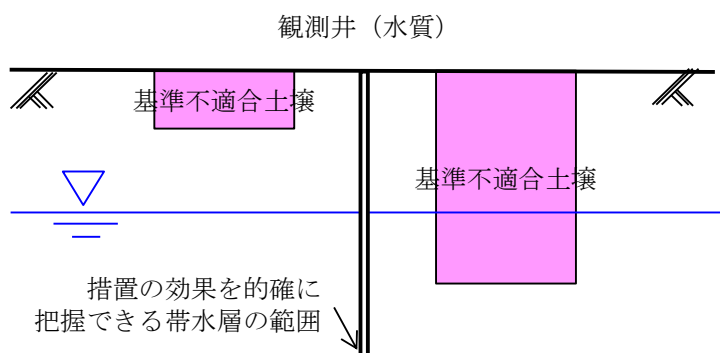 観測井（水質）
基準不適合土壌
基準不適合土壌
措置の効果を的確に
把握できる帯水層の範囲